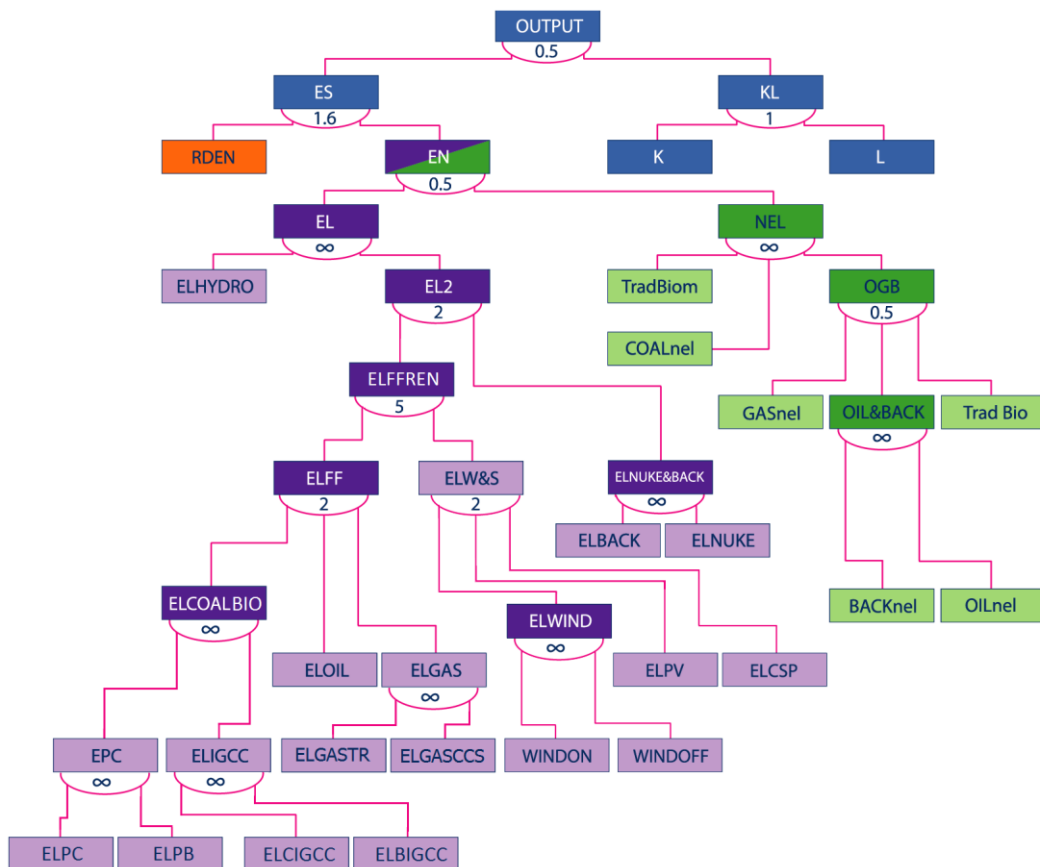 OUTPUT
0.5
ES
KL
1.6
1
RDEN
EN
K
L
0.5
EL
NEL
∞
∞
ELHYDRO
EL2
TradBiom
OGB
2
0.5
COALnel
ELFFREN
5
GASnel
OIL&BACK
Trad Bio
∞
ELFF
ELW&S
ELNUKE&BACK
2
2
∞
ELBACK
ELNUKE
ELCOALBIO
BACKnel
OILnel
∞
ELWIND
∞
ELOIL
ELGAS
ELPV
ELCSP
∞
EPC
ELIGCC
ELGASTR
ELGASCCS
WINDON
WINDOFF
∞
∞
ELPC
ELPB
ELCIGCC
ELBIGCC